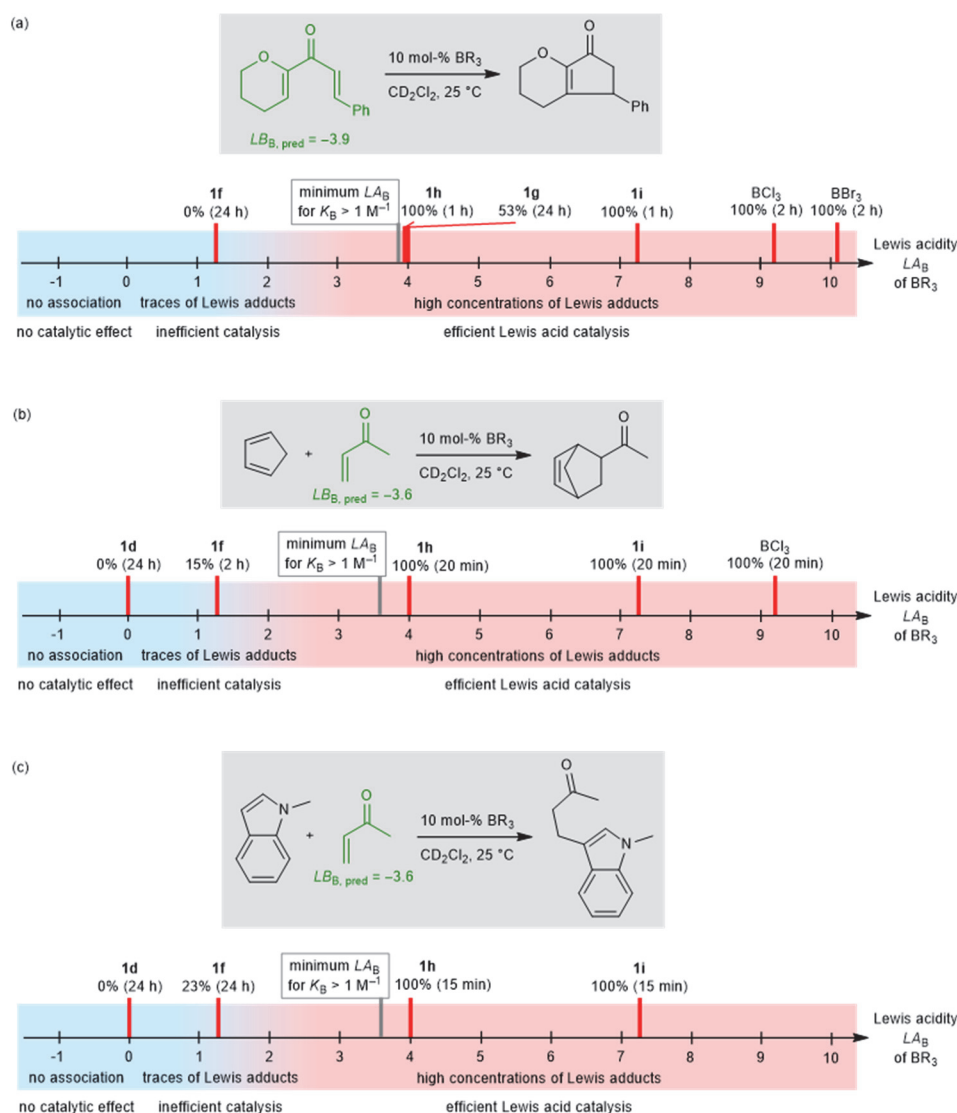 (a)
O
O
Ph
10 mol-% BR3
CD2Cl2, 25 °C
O
O
Ph
LBB, pred = −3.9
1f
0% (24 h)
minimum LAB
for KB > 1 M−1
1h
100% (1 h)
1g
53% (24 h)
1i
100% (1 h)
BCl3
100% (2 h)
BBr3
100% (2 h)
-1 0 1 2 3 4 5 6 7 8 9 10
Lewis acidity
LAB
of BR3
no association traces of Lewis adducts high concentrations of Lewis adducts
no catalytic effect inefficient catalysis efficient Lewis acid catalysis
(b)
+
O
LBB, pred = −3.6
10 mol-% BR3
CD2Cl2, 25 °C
O
1d
0% (24 h)
1f
15% (2 h)
minimum LAB
for KB > 1 M−1
1h
100% (20 min)
1i
100% (20 min)
BCl3
100% (20 min)
-1 0 1 2 3 4 5 6 7 8 9 10
Lewis acidity
LAB
of BR3
no association traces of Lewis adducts high concentrations of Lewis adducts
no catalytic effect inefficient catalysis efficient Lewis acid catalysis
(c)
N
+
O
LBB, pred = −3.6
10 mol-% BR3
CD2Cl2, 25 °C
O
N
1d
0% (24 h)
1f
23% (24 h)
minimum LAB
for KB > 1 M−1
1h
100% (15 min)
1i
100% (15 min)
-1 0 1 2 3 4 5 6 7 8 9 10
Lewis acidity
LAB
of BR3
no association traces of Lewis adducts high concentrations of Lewis adducts
no catalytic effect inefficient catalysis efficient Lewis acid catalysis